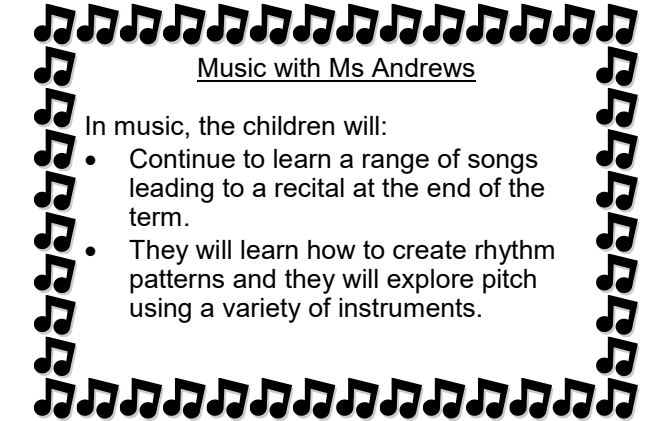 Music with Ms Andrews
In music, the children will:
• Continue to learn a range of songs
leading to a recital at the end of the
term.
• They will learn how to create rhythm
patterns and they will explore pitch
using a variety of instruments.